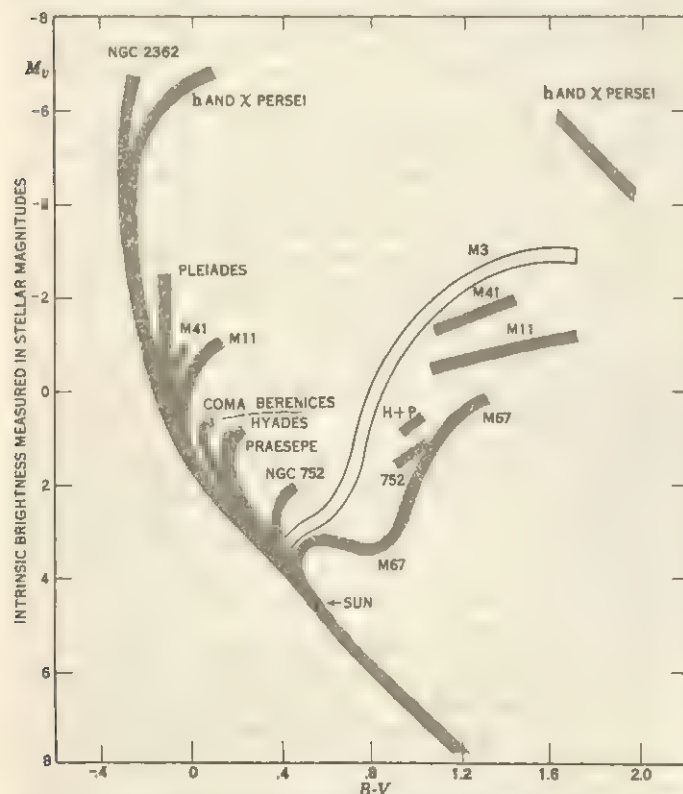 -8
NGC 2362
Mv
h AND χ PERSEI
h AND χ PERSEI
-6
INTRINSIC BRIGHTNESS MEASURED IN STELLAR MAGNITUDES
M3
PLEIADES
M41
-2
M41
M11
M11
0
COMA BERENICES
HYADES
H+P
M67
PRAESEPE
NGC 752
752
2
M67
4
SUN
6
8
-.4
0
.4
0.8
1.2
1.6
2.0
B-V